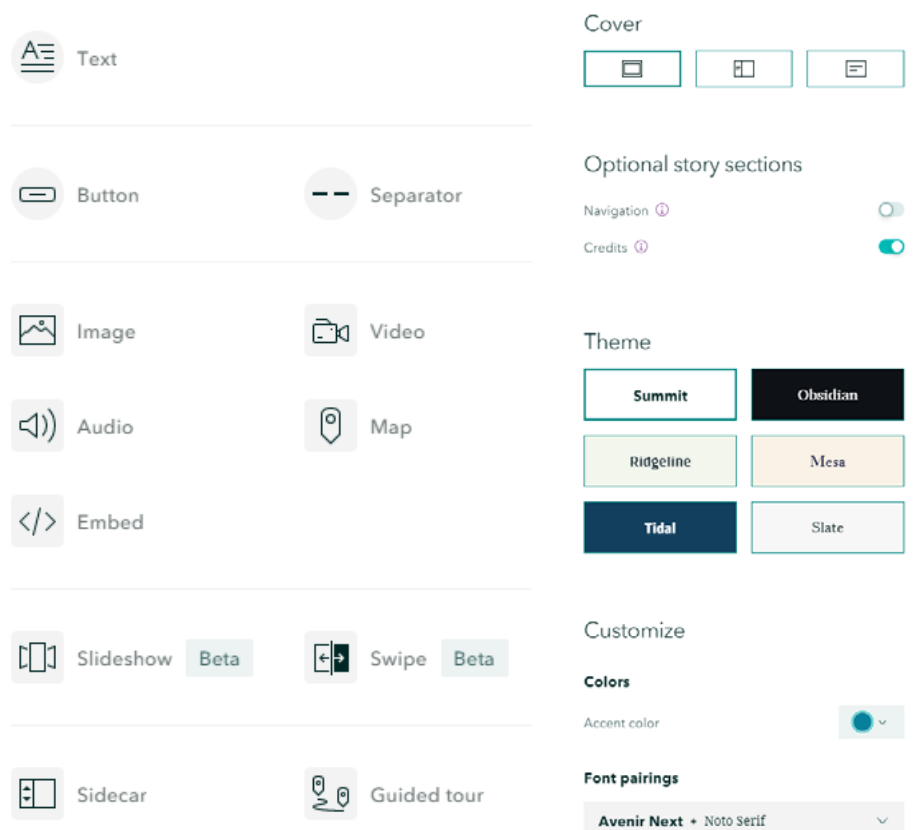 Text
Button
Separator
Image
Video
Audio
Map
Embed
Slideshow Beta
Swipe Beta
Sidecar
Guided tour
Cover
Optional story sections
Navigation
Credits
Theme
Summit
Obsidian
Ridgeline
Mesa
Tidal
Slate
Customize
Colors
Accent color
Font pairings
Avenir Next + Noto Serif